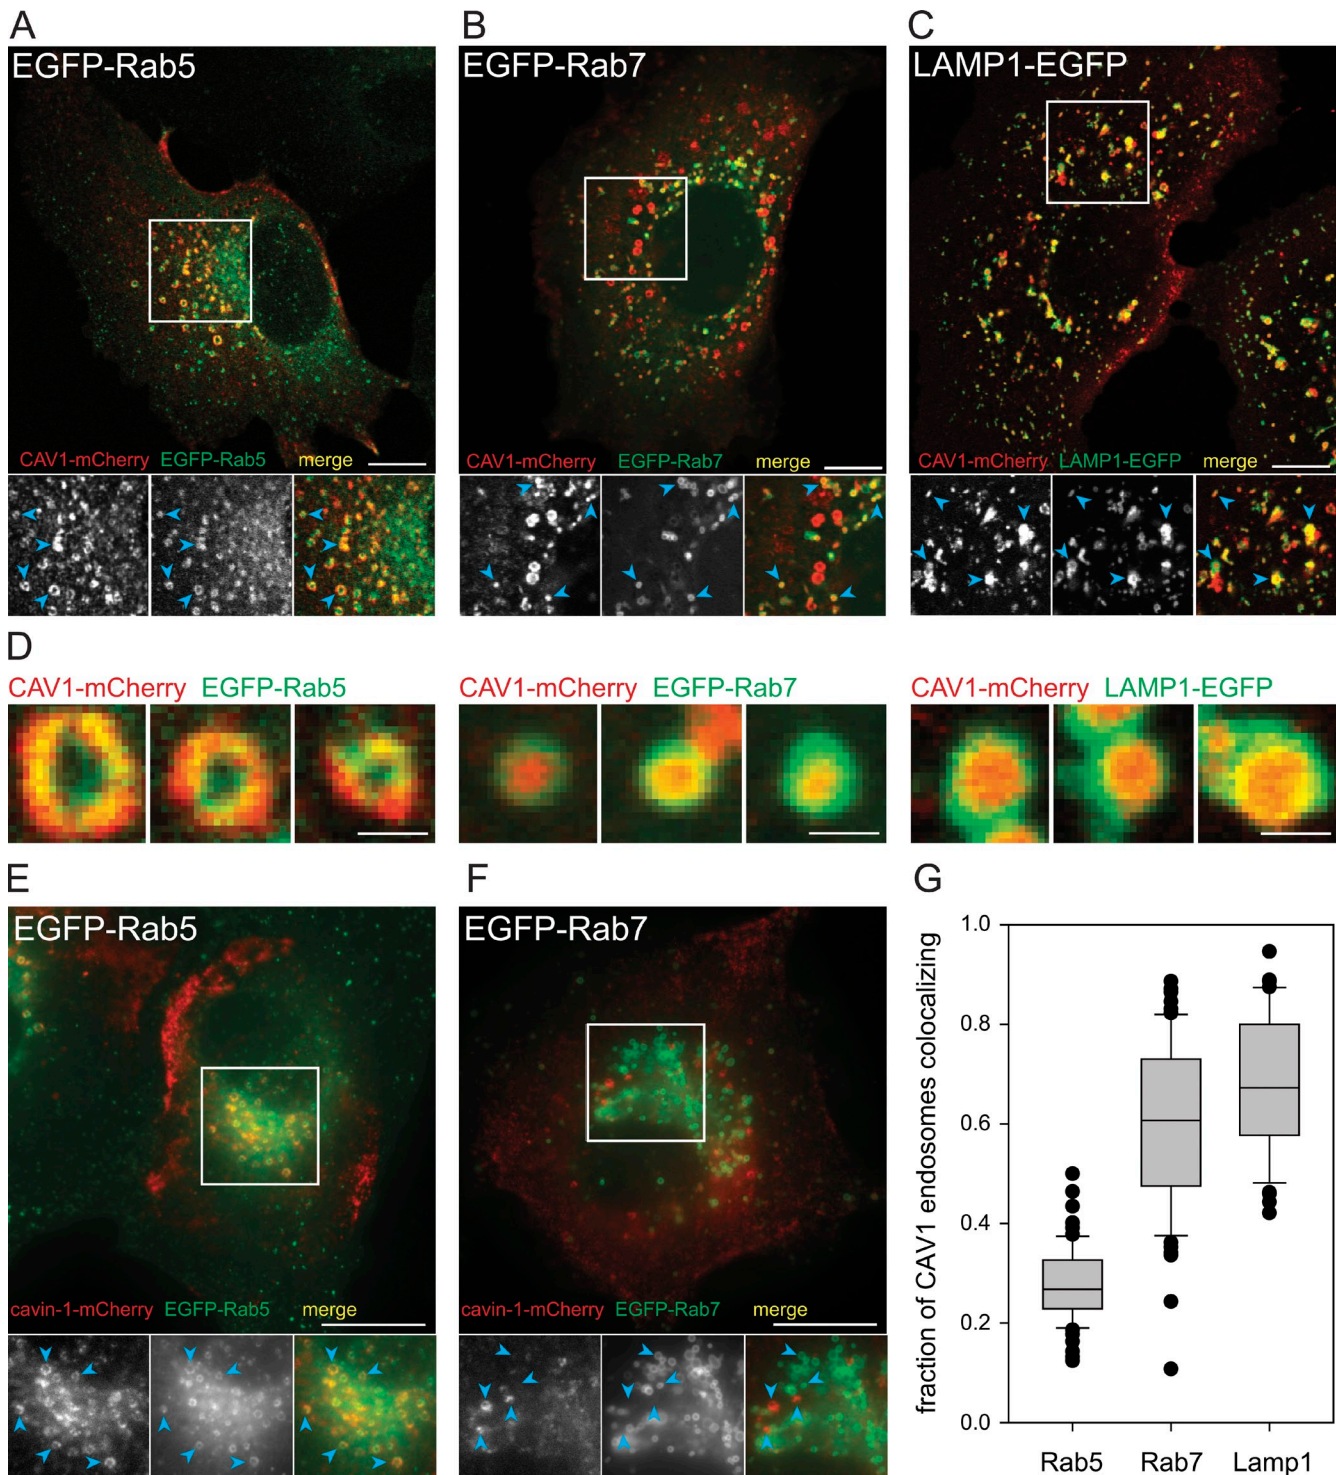 A
EGFP-Rab5
CAV1-mCherry EGFP-Rab5 merge
B
EGFP-Rab7
CAV1-mCherry EGFP-Rab7 merge
C
LAMP1-EGFP
CAV1-mCherry LAMP1-EGFP merge
D
CAV1-mCherry EGFP-Rab5
CAV1-mCherry EGFP-Rab7
CAV1-mCherry LAMP1-EGFP
E
EGFP-Rab5
cavin-1-mCherry EGFP-Rab5 merge
F
EGFP-Rab7
cavin-1-mCherry EGFP-Rab7 merge
G
fraction of CAV1 endosomes colocalizing
1.0
0.8
0.6
0.4
0.2
0.0
Rab5 Rab7 Lamp1